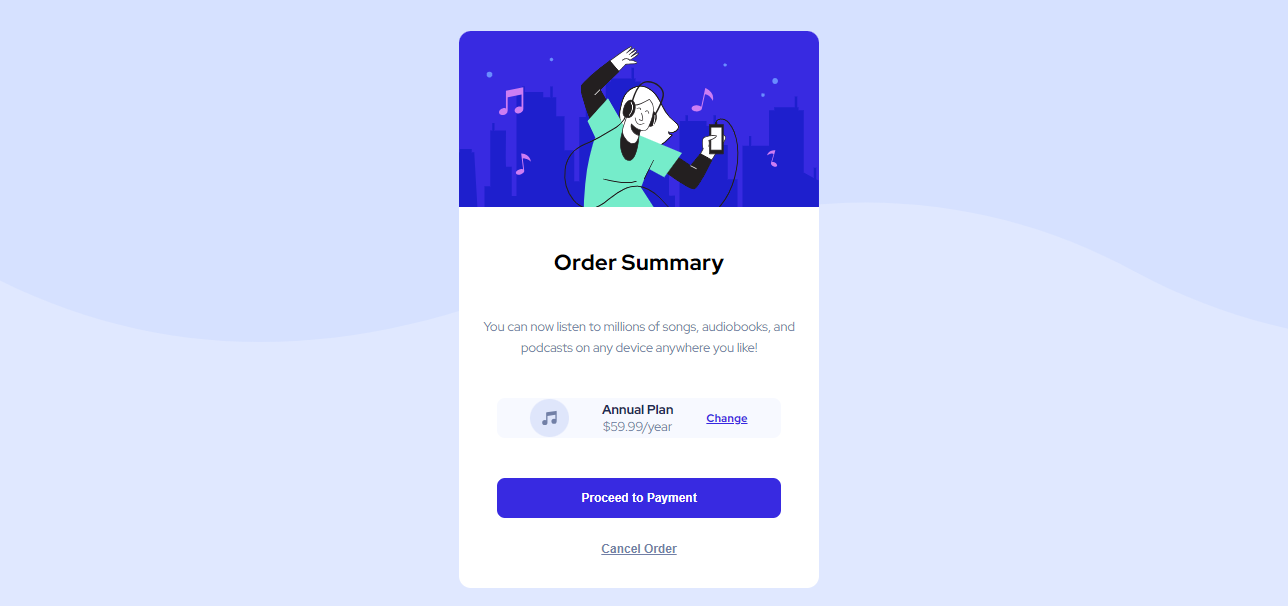 Order Summary
You can now listen to millions of songs, audiobooks, and
podcasts on any device anywhere you like!
Annual Plan
$59.99/year
Change
Proceed to Payment
Cancel Order